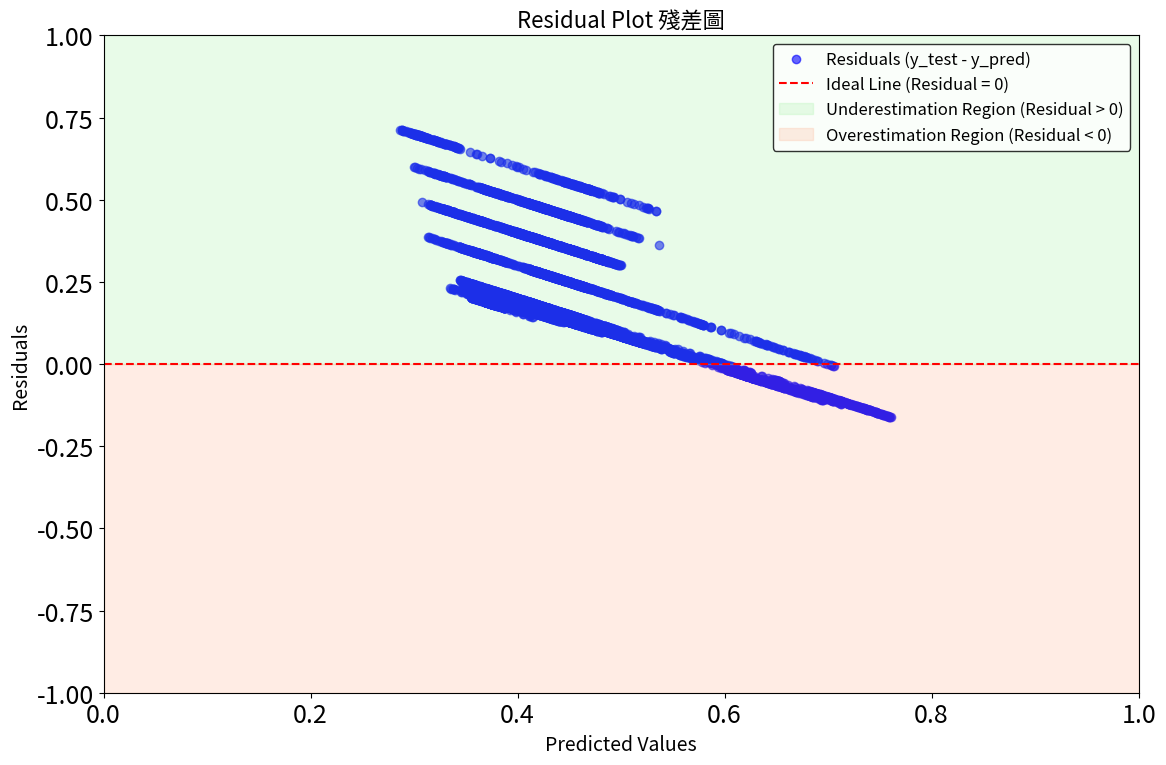 Residual Plot 殘差圖
Residuals (y_test - y_pred)
Ideal Line (Residual = 0)
Underestimation Region (Residual > 0)
Overestimation Region (Residual < 0)
Residuals
1.00
0.75
0.50
0.25
0.00
-0.25
-0.50
-0.75
-1.00
0.0 0.2 0.4 0.6 0.8 1.0
Predicted Values